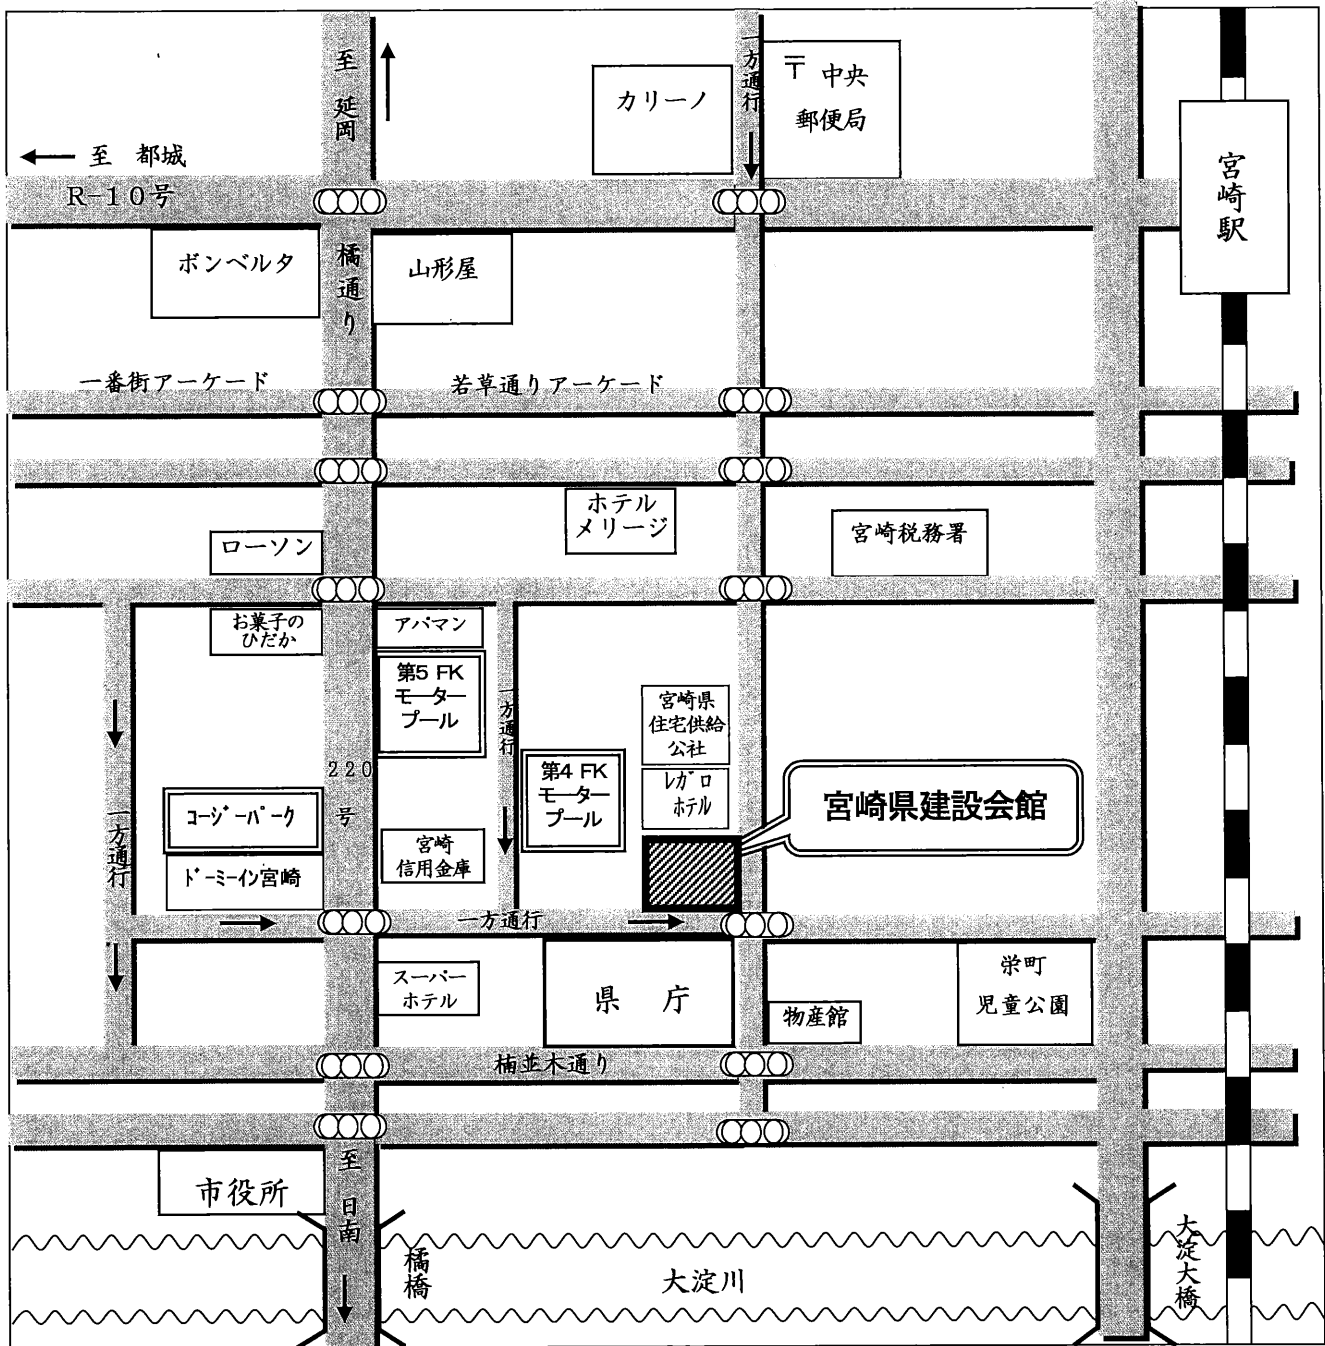 至 延岡
一方通行
カリーノ
〒 中央
郵便局
← 至 都城
R-10号
宮崎駅
ボンベルタ
橘通り
山形屋
一番街アーケード
若草通りアーケード
ホテル
メリージ
宮崎税務署
ローソン
お菓子の
ひだか
アパマン
第5 FK
モーター
プール
一方通行
宮崎県
住宅供給
公社
220号
第4 FK
モーター
プール
レガロ
ホテル
宮崎県建設会館
コージーパーク
一方通行
宮崎
信用金庫
ドーミーイン宮崎
一方通行
スーパー
ホテル
県 庁
物産館
栄町
児童公園
楠並木通り
市役所
至 日南
橘橋
大淀川
大淀大橋